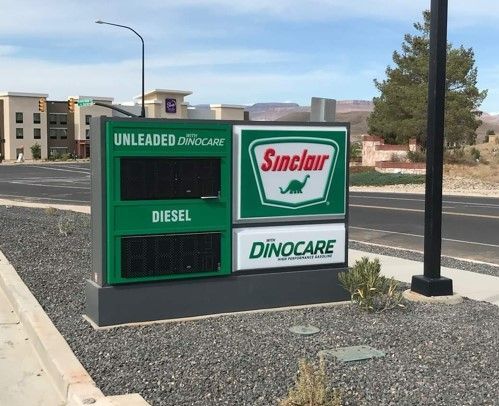 UNLEADED WITH DINOCARE
DIESEL
Sinclair
WITH
DINOCARE
HIGH PERFORMANCE GASOLINE